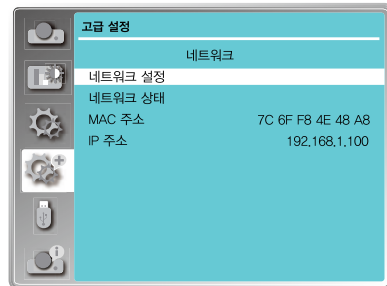 고급 설정
네트워크
네트워크 설정
네트워크 상태
MAC 주소 7C 6F F8 4E 48 A8
IP 주소 192.168.1.100